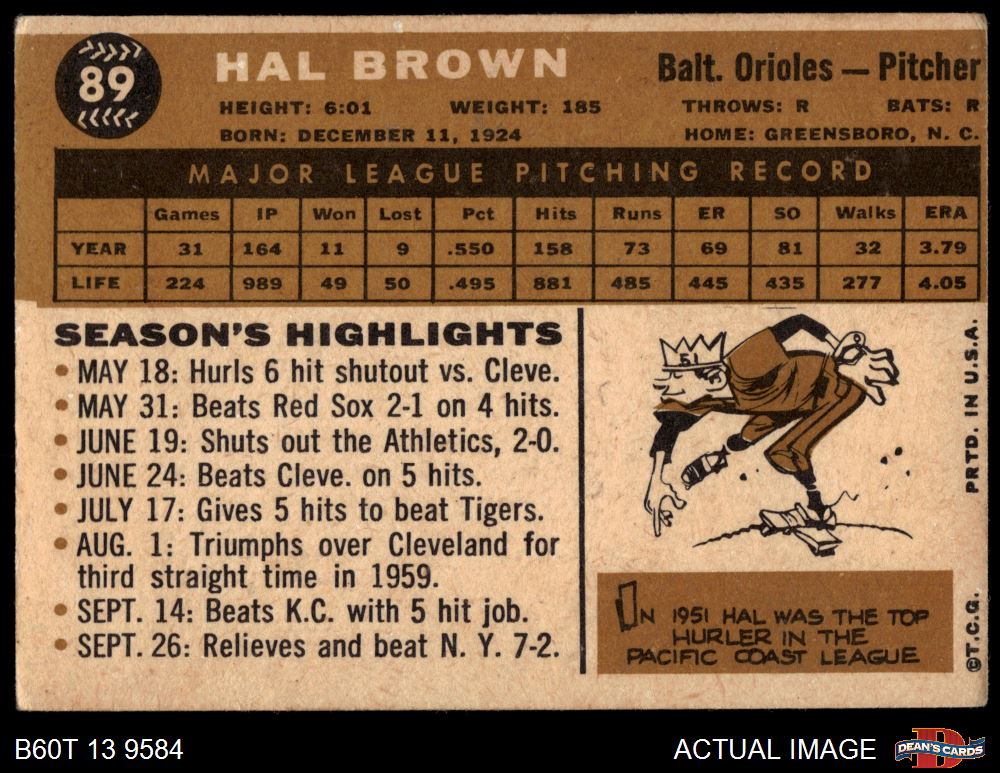 89
HAL BROWN
Balt. Orioles — Pitcher
HEIGHT: 6:01 WEIGHT: 185 THROWS: R BATS: R
BORN: DECEMBER 11, 1924 HOME: GREENSBORO, N. C.
MAJOR LEAGUE PITCHING RECORD
Games IP Won Lost Pct Hits Runs ER SO Walks ERA
YEAR 31 164 11 9 .550 158 73 69 81 32 3.79
LIFE 224 989 49 50 .495 881 485 445 435 277 4.05
SEASON'S HIGHLIGHTS
• MAY 18: Hurls 6 hit shutout vs. Cleve.
• MAY 31: Beats Red Sox 2-1 on 4 hits.
• JUNE 19: Shuts out the Athletics, 2-0.
• JUNE 24: Beats Cleve. on 5 hits.
• JULY 17: Gives 5 hits to beat Tigers.
• AUG. 1: Triumphs over Cleveland for
third straight time in 1959.
• SEPT. 14: Beats K.C. with 5 hit job.
• SEPT. 26: Relieves and beat N. Y. 7-2.
51
IN 1951 HAL WAS THE TOP
HURLER IN THE
PACIFIC COAST LEAGUE
PRTD. IN U.S.A.
©T.C.G.
B60T 13 9584
ACTUAL IMAGE
D
DEAN'S CARDS